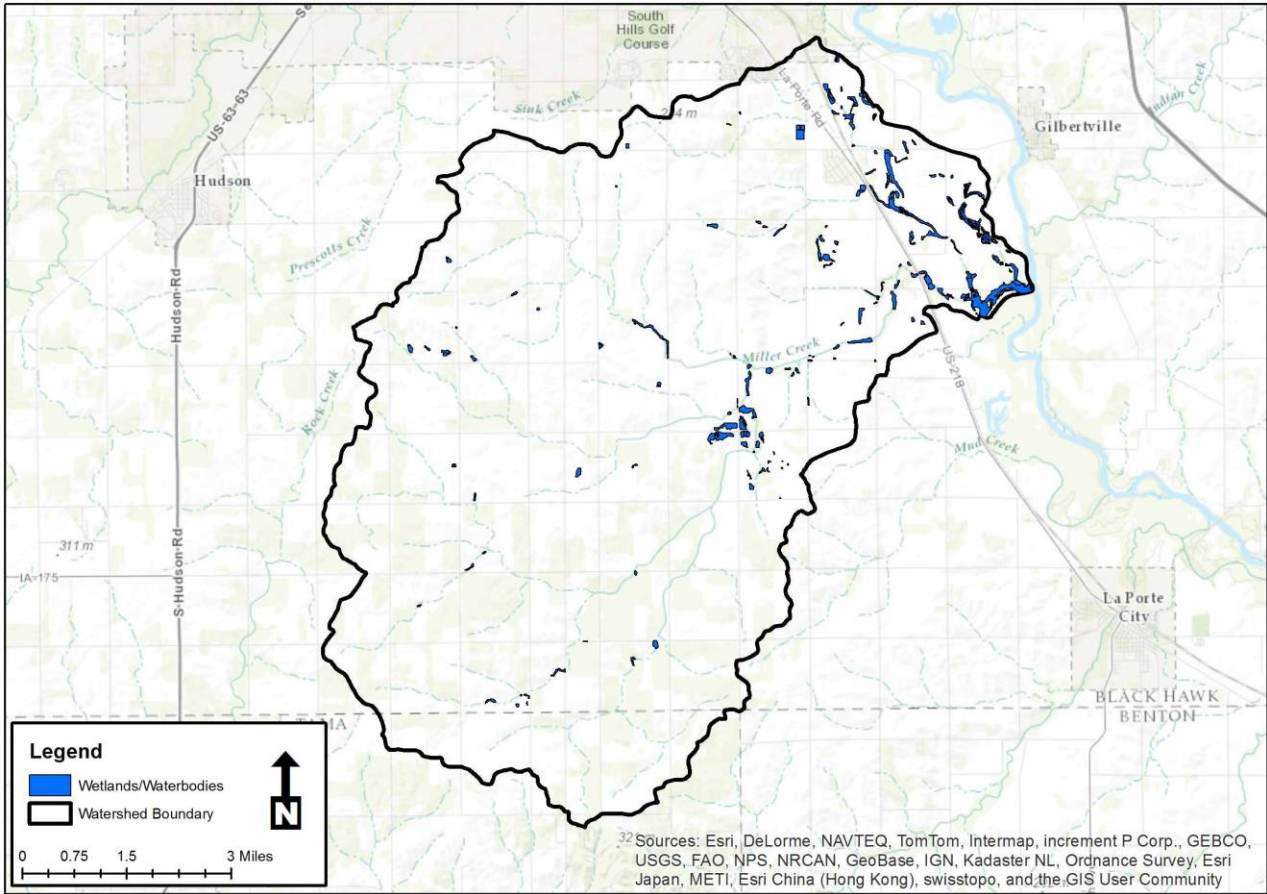 South
Hills Golf
Course
Sink Creek
La Porte Rd
Indian Creek
US-63-63
Gilbertville
Hudson
Prescotts Creek
Hudson-Rd
Miller Creek
US-218
Rock Creek
Mud Creek
311 m
IA-175
S-Hudson-Rd
La Porte
City
BLACK HAWK
BENTON
Legend
Wetlands/Waterbodies
Watershed Boundary
N
0 0.75 1.5 3 Miles
Sources: Esri, DeLorme, NAVTEQ, TomTom, Intermap, increment P Corp., GEBCO,
USGS, FAO, NPS, NRCAN, GeoBase, IGN, Kadaster NL, Ordnance Survey, Esri
Japan, METI, Esri China (Hong Kong), swisstopo, and the GIS User Community